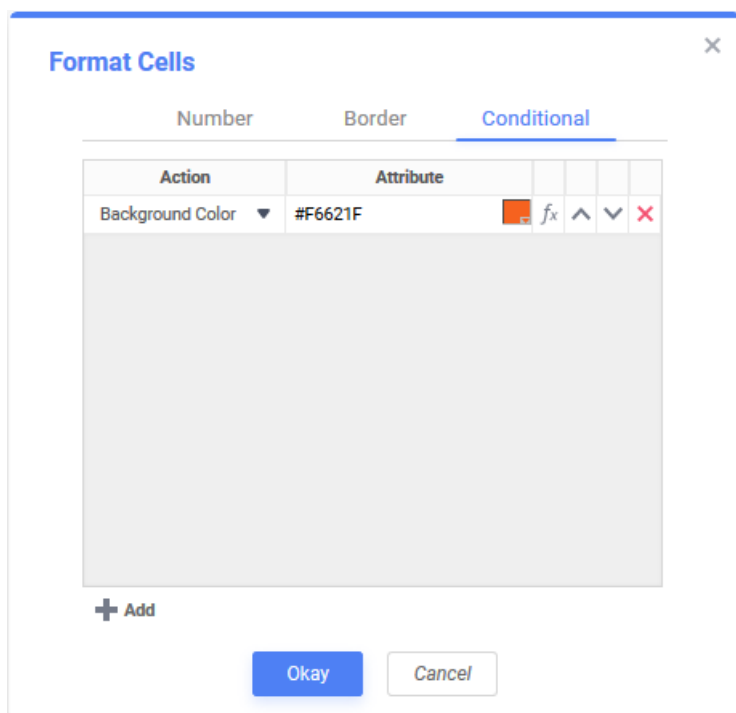 Format Cells
Number Border Conditional
Action Attribute
Background Color #F6621F fx
Add
Okay Cancel